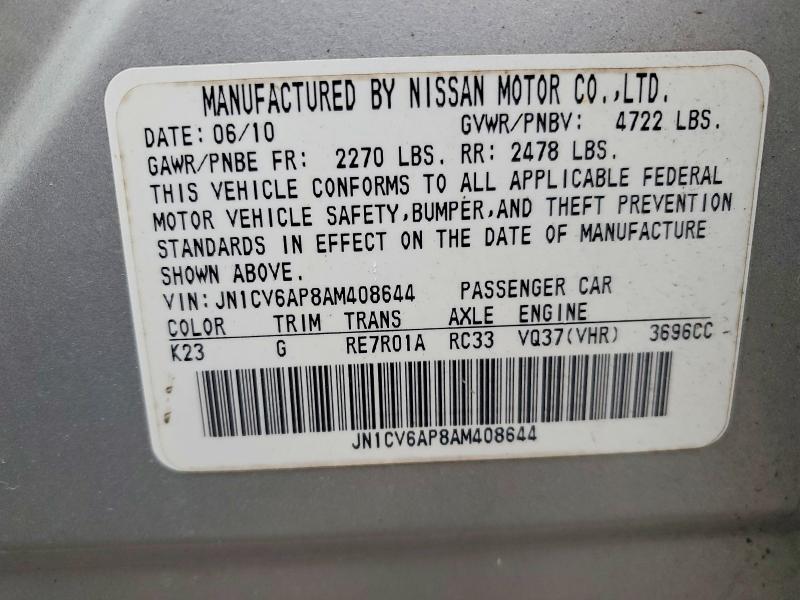 MANUFACTURED BY NISSAN MOTOR CO.,LTD.
DATE: 06/10 GVWR/PNBV: 4722 LBS.
GAWR/PNBE FR: 2270 LBS. RR: 2478 LBS.
THIS VEHICLE CONFORMS TO ALL APPLICABLE FEDERAL
MOTOR VEHICLE SAFETY,BUMPER,AND THEFT PREVENTION
STANDARDS IN EFFECT ON THE DATE OF MANUFACTURE
SHOWN ABOVE.
VIN:JN1CV6AP8AM408644 PASSENGER CAR
COLOR TRIM TRANS AXLE ENGINE
K23 G RE7R01A RC33 VQ37(VHR) 3696CC
JN1CV6AP8AM408644